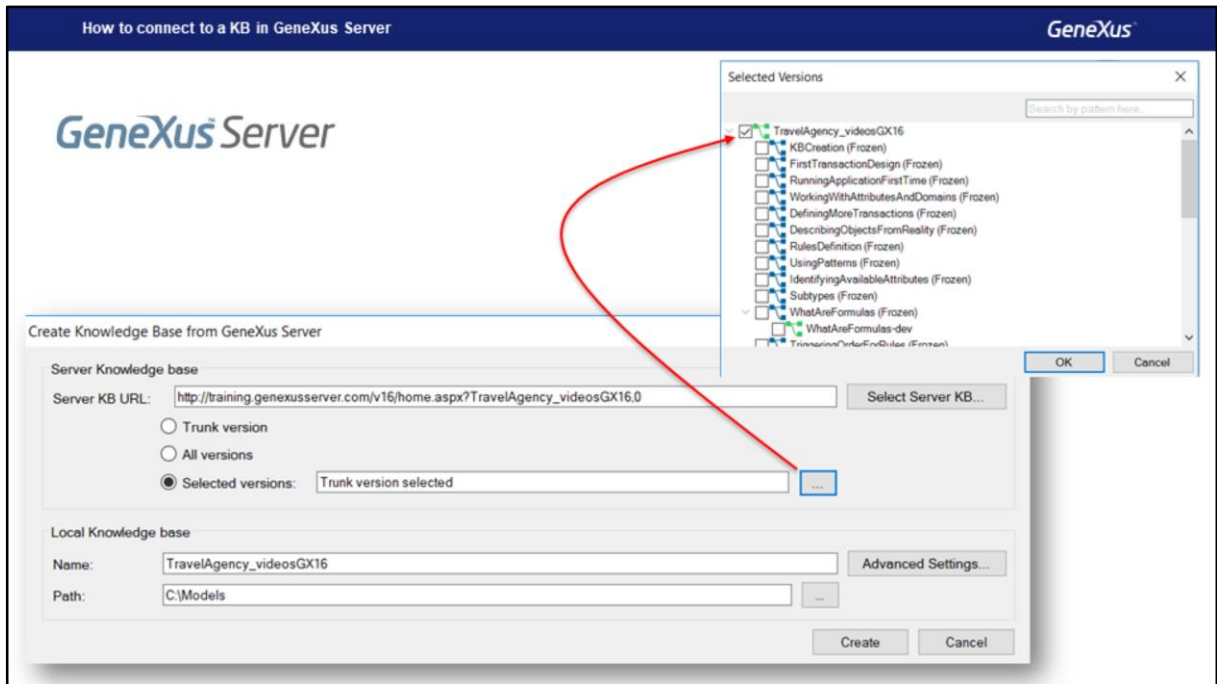 How to connect to a KB in GeneXus Server
GeneXus™
GeneXus™ Server
Selected Versions
Search by pattern here...
TravelAgency_videosGX16
KBCreation (Frozen)
FirstTransactionDesign (Frozen)
RunningApplicationFirstTime (Frozen)
WorkingWithAttributesAndDomains (Frozen)
DefiningMoreTransactions (Frozen)
DescribingObjectsFromReality (Frozen)
RulesDefinition (Frozen)
UsingPatterns (Frozen)
IdentifyingAvailableAttributes (Frozen)
Subtypes (Frozen)
WhatAreFormulas (Frozen)
WhatAreFormulas-dev
TriggeringOrderForRules (Frozen)
OK Cancel
Create Knowledge Base from GeneXus Server
Server Knowledge base
Server KB URL: http://training.genexusserver.com/v16/home.aspx?TravelAgency_videosGX16,0 Select Server KB...
Trunk version
All versions
Selected versions: Trunk version selected ...
Local Knowledge base
Name: TravelAgency_videosGX16 Advanced Settings...
Path: C:\Models ...
Create Cancel